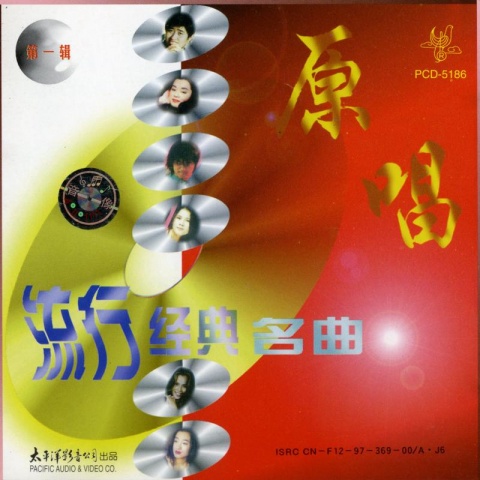 第一辑
原唱
PCD-5186
流行经典名曲
太平洋影音公司出品
PACIFIC AUDIO & VIDEO CO.
ISRC CN-F12-97-369-00/A·J6